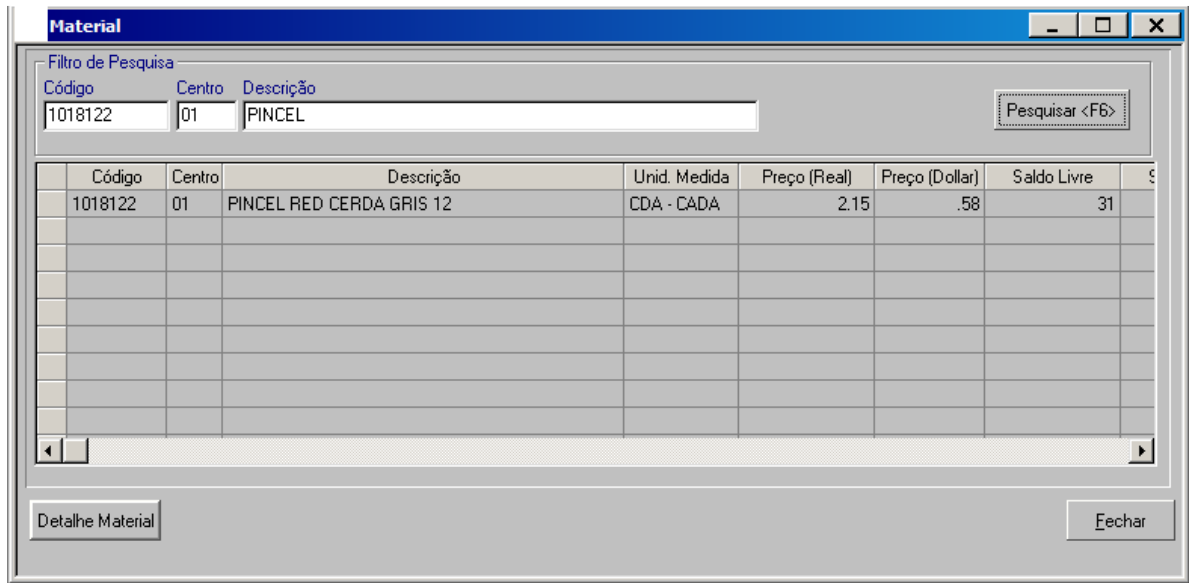 Material
Filtro de Pesquisa
Código Centro Descrição
1018122 01 PINCEL Pesquisar <F6>
Código Centro Descrição Unid. Medida Preço (Real) Preço (Dollar) Saldo Livre
1018122 01 PINCEL RED CERDA GRIS 12 CDA - CADA 2.15 .58 31
Detalhe Material Fechar